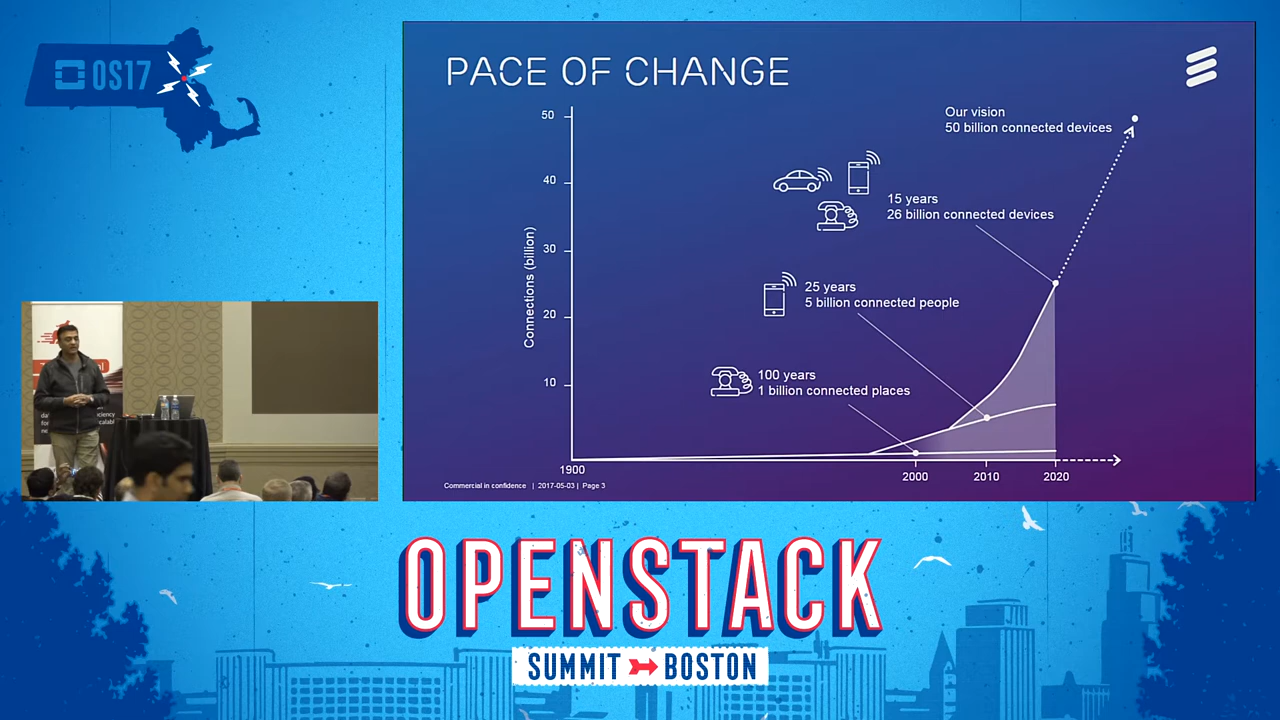 OS17
PACE OF CHANGE
50
40
30
20
10
Connections (billion)
Our vision
50 billion connected devices
15 years
26 billion connected devices
25 years
5 billion connected people
100 years
1 billion connected places
1900
2000
2010
2020
Commercial in confidence | 2017-05-03 | Page 3
OPENSTACK
SUMMIT BOSTON